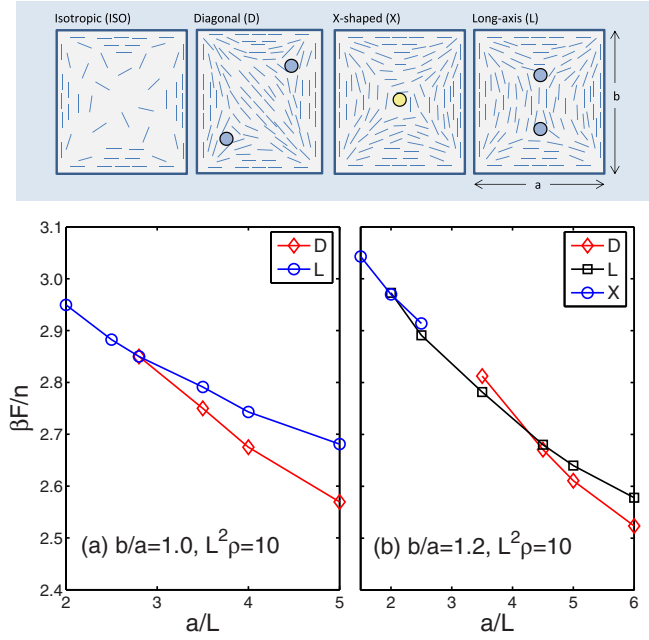 Isotropic (ISO)
Diagonal (D)
X-shaped (X)
Long-axis (L)
b
a
βF/n
3.1
3.0
2.9
2.8
2.7
2.6
2.5
2.4
D
L
(a) b/a=1.0, L²ρ=10
2
3
4
5
a/L
D
L
X
(b) b/a=1.2, L²ρ=10
2
3
4
5
6
a/L